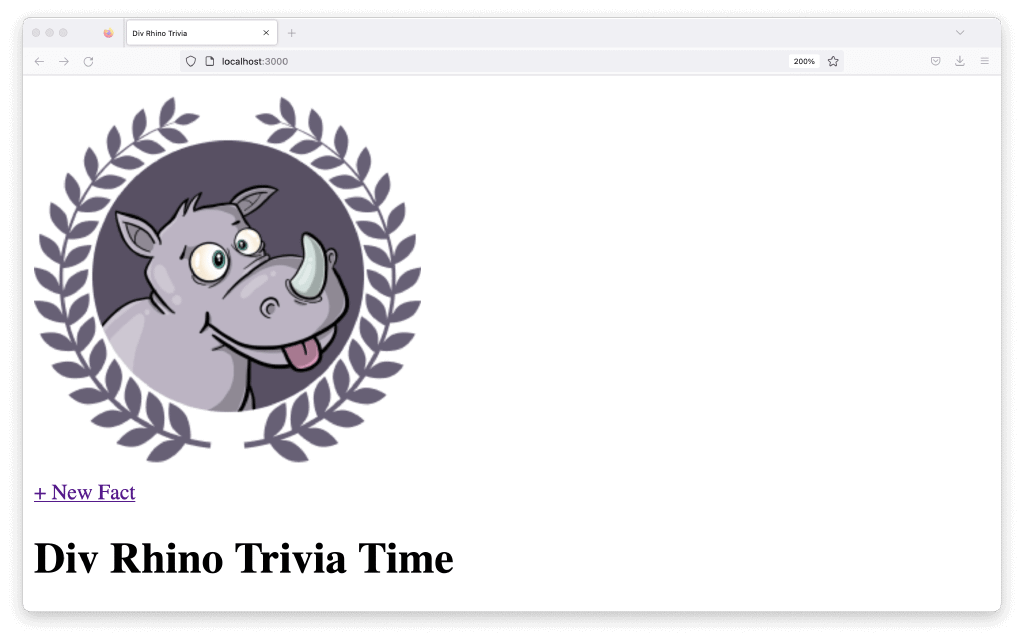 Div Rhino Trivia
localhost:3000
200%
+ New Fact
Div Rhino Trivia Time